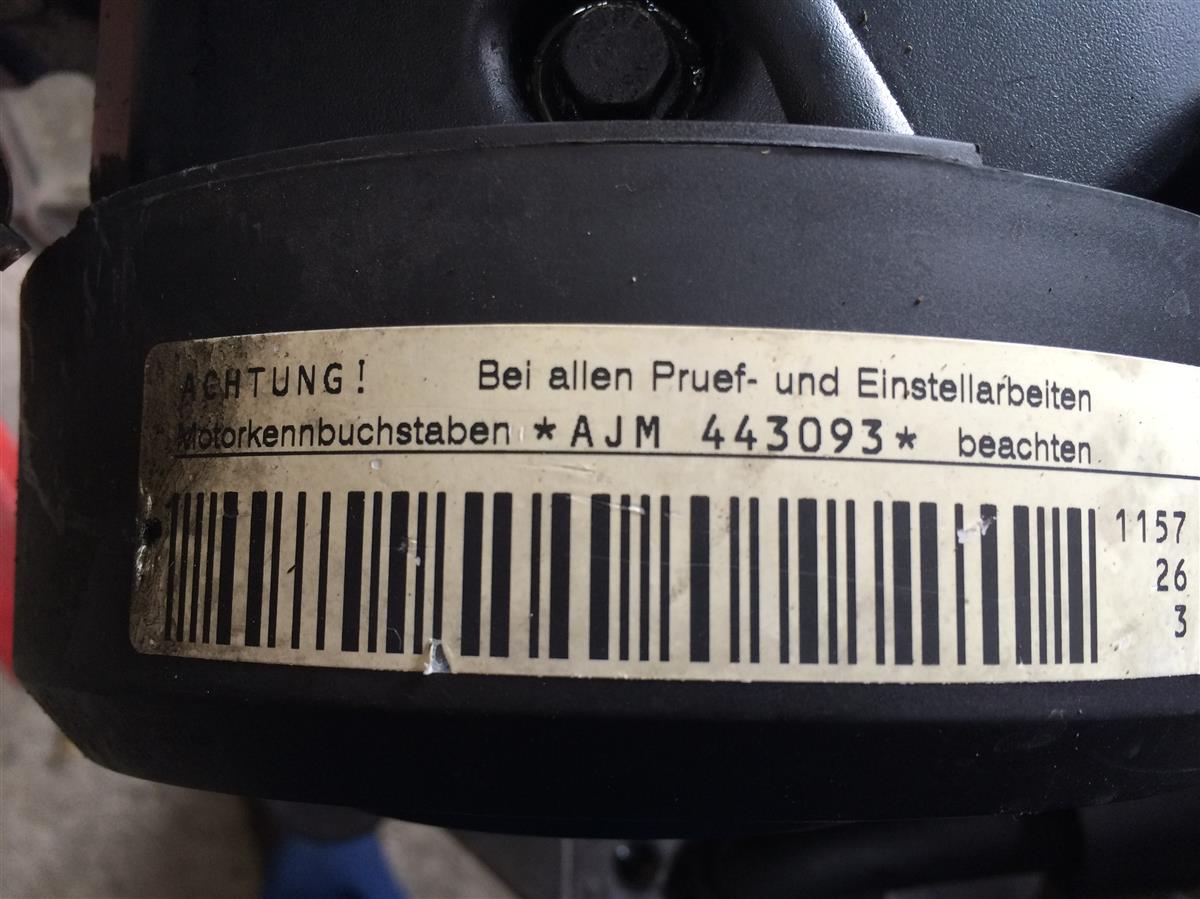 ACHTUNG! Bei allen Pruef- und Einstellarbeiten
Motorkennbuchstaben *AJM 443093* beachten
1157
26
3